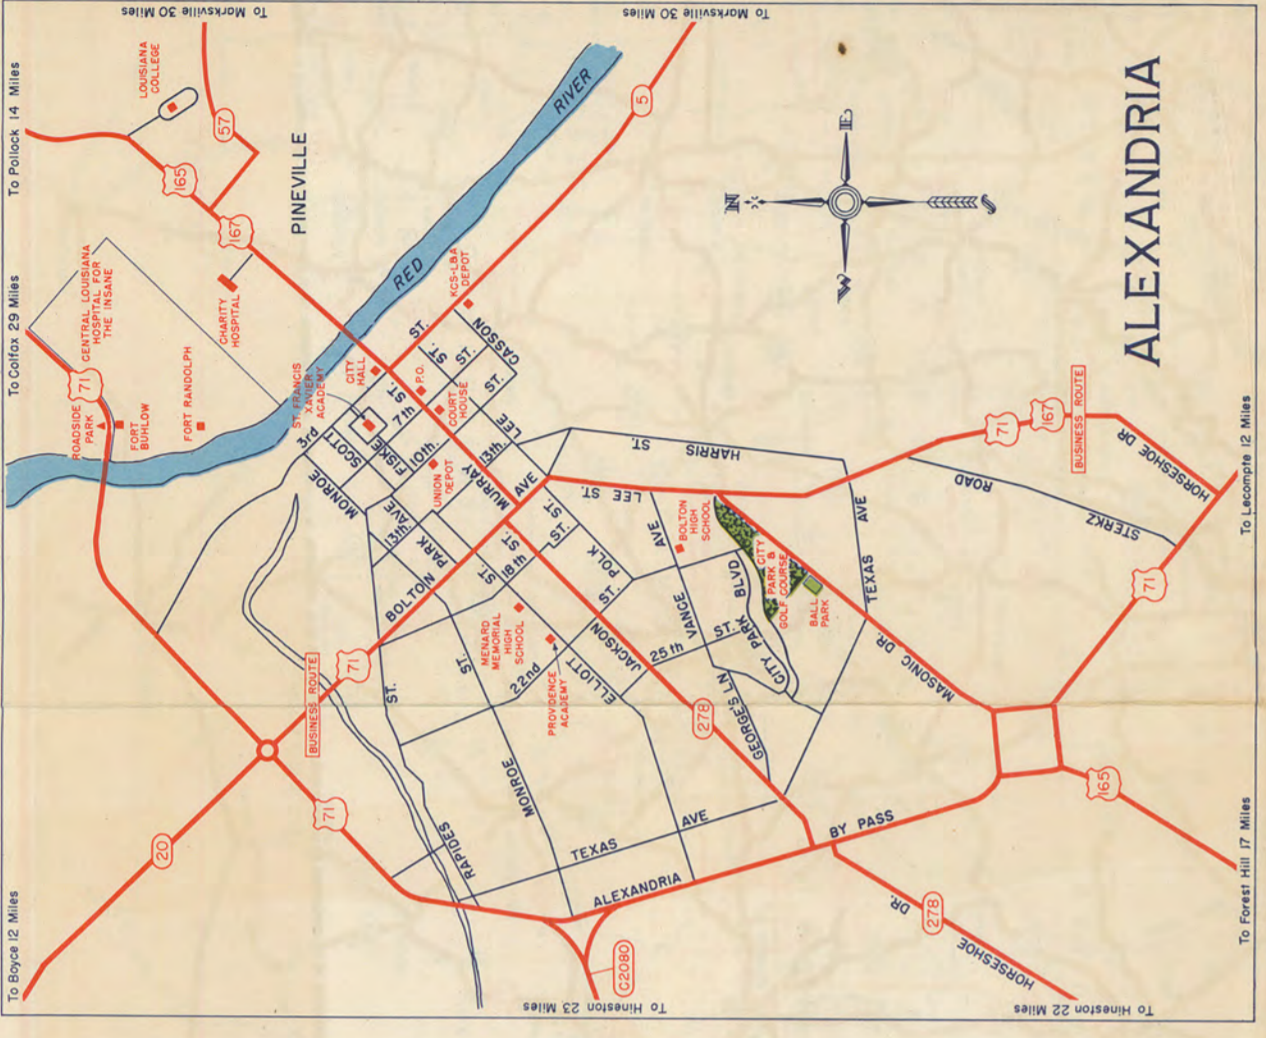 ALEXANDRIA
To Pollock 14 Miles
To Colfax 29 Miles
To Boyce 12 Miles
To Marksville 30 Miles
To Marksville 30 Miles
To Lecompte 12 Miles
To Forest Hill 17 Miles
To Hineston 23 Miles
To Hineston 22 Miles
N
E
S
W
LOUISIANA
COLLEGE
57
165
167
PINEVILLE
RED
RIVER
5
CENTRAL LOUISIANA
HOSPITAL FOR
THE INSANE
CHARITY
HOSPITAL
71
ROADSIDE
PARK
FORT
BUHLOW
FORT RANDOLPH
ST. FRANCIS
XAVIER
ACADEMY
CITY
HALL
P.O.
COURT
HOUSE
KCS-L&A
DEPOT
UNION
DEPOT
3rd
ST.
SCOTT
ST.
FISKE
7th
ST.
10th.
ST.
13th.
LEE
ST.
CASSON
MONROE
13th.
AVE
PARK
MURRAY
AVE
BOLTON
ST.
18th
ST.
ST.
ST.
POLK
ST.
LEE ST.
HARRIS
ST.
AVE
VANCE
BOLTON
HIGH
SCHOOL
CITY
PARK &
GOLF COURSE
BALL
PARK
BLVD
CITY PARK
MENARD
MEMORIAL
HIGH
SCHOOL
PROVIDENCE
ACADEMY
22nd
ELLIOTT
JACKSON
25th
ST.
GEORGE'S LN
278
ST.
ST.
MONROE
RAPIDES
71
BUSINESS ROUTE
20
71
TEXAS
AVE
ALEXANDRIA
BY PASS
C2080
TEXAS
AVE
MASONIC DR.
71
167
BUSINESS ROUTE
HORSESHOE
DR
STERKZ
ROAD
71
165
HORSESHOE
DR.
278